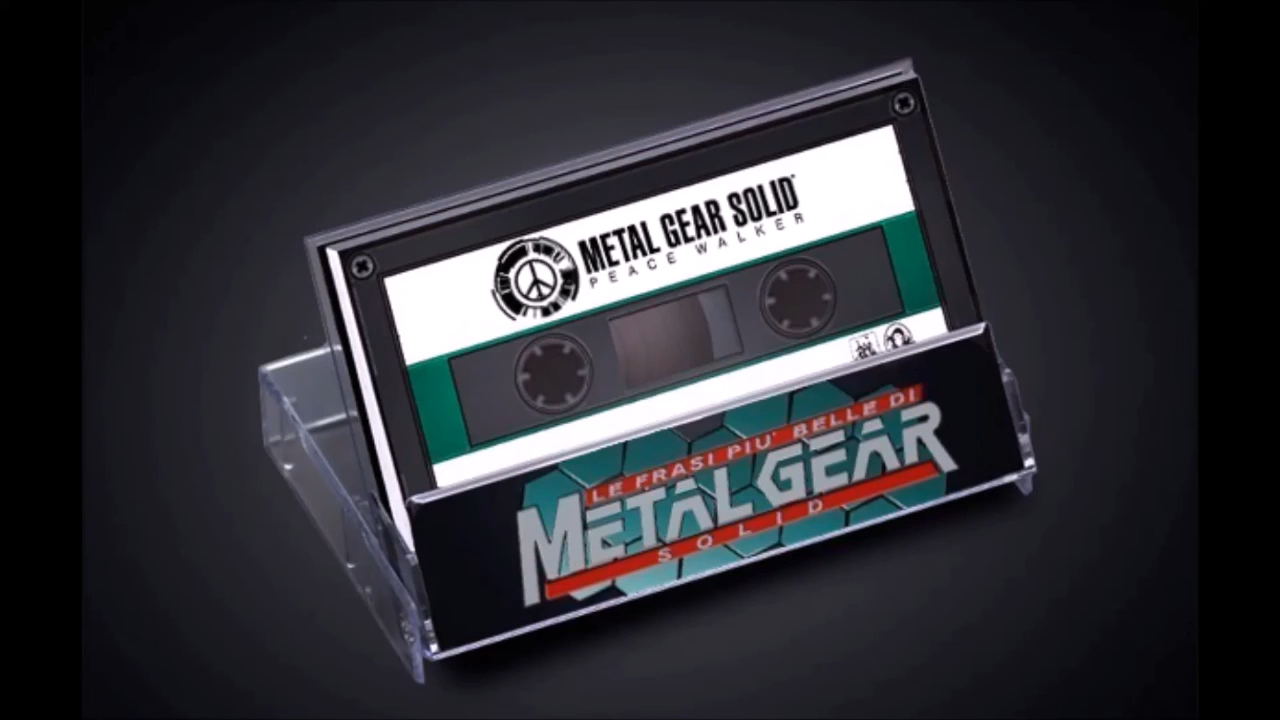 METAL GEAR SOLID
PEACE WALKER
LE FRASI PIU' BELLE DI
METAL GEAR
SOLID